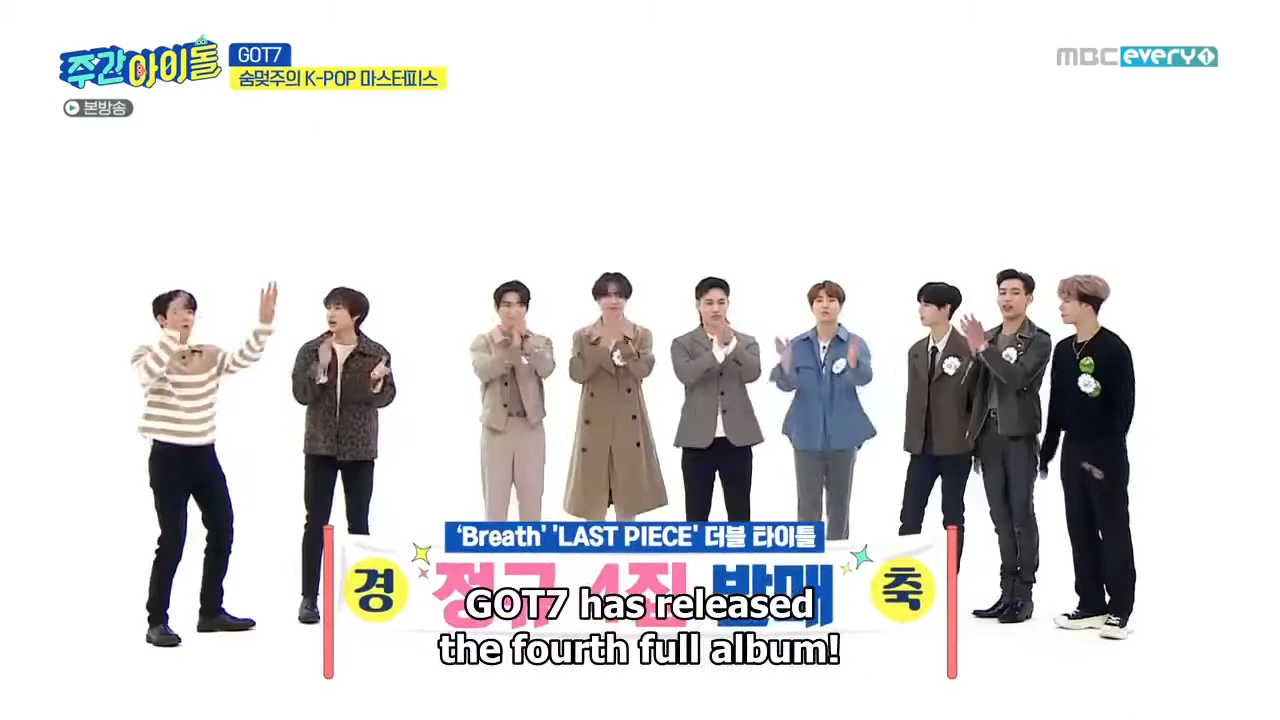 주간아이돌
GOT7
숨멎주의 K-POP 마스터피스
본방송
MBC every1
'Breath' 'LAST PIECE' 더블 타이틀
경 정규 4집 발매 축
GOT7 has released
the fourth full album!